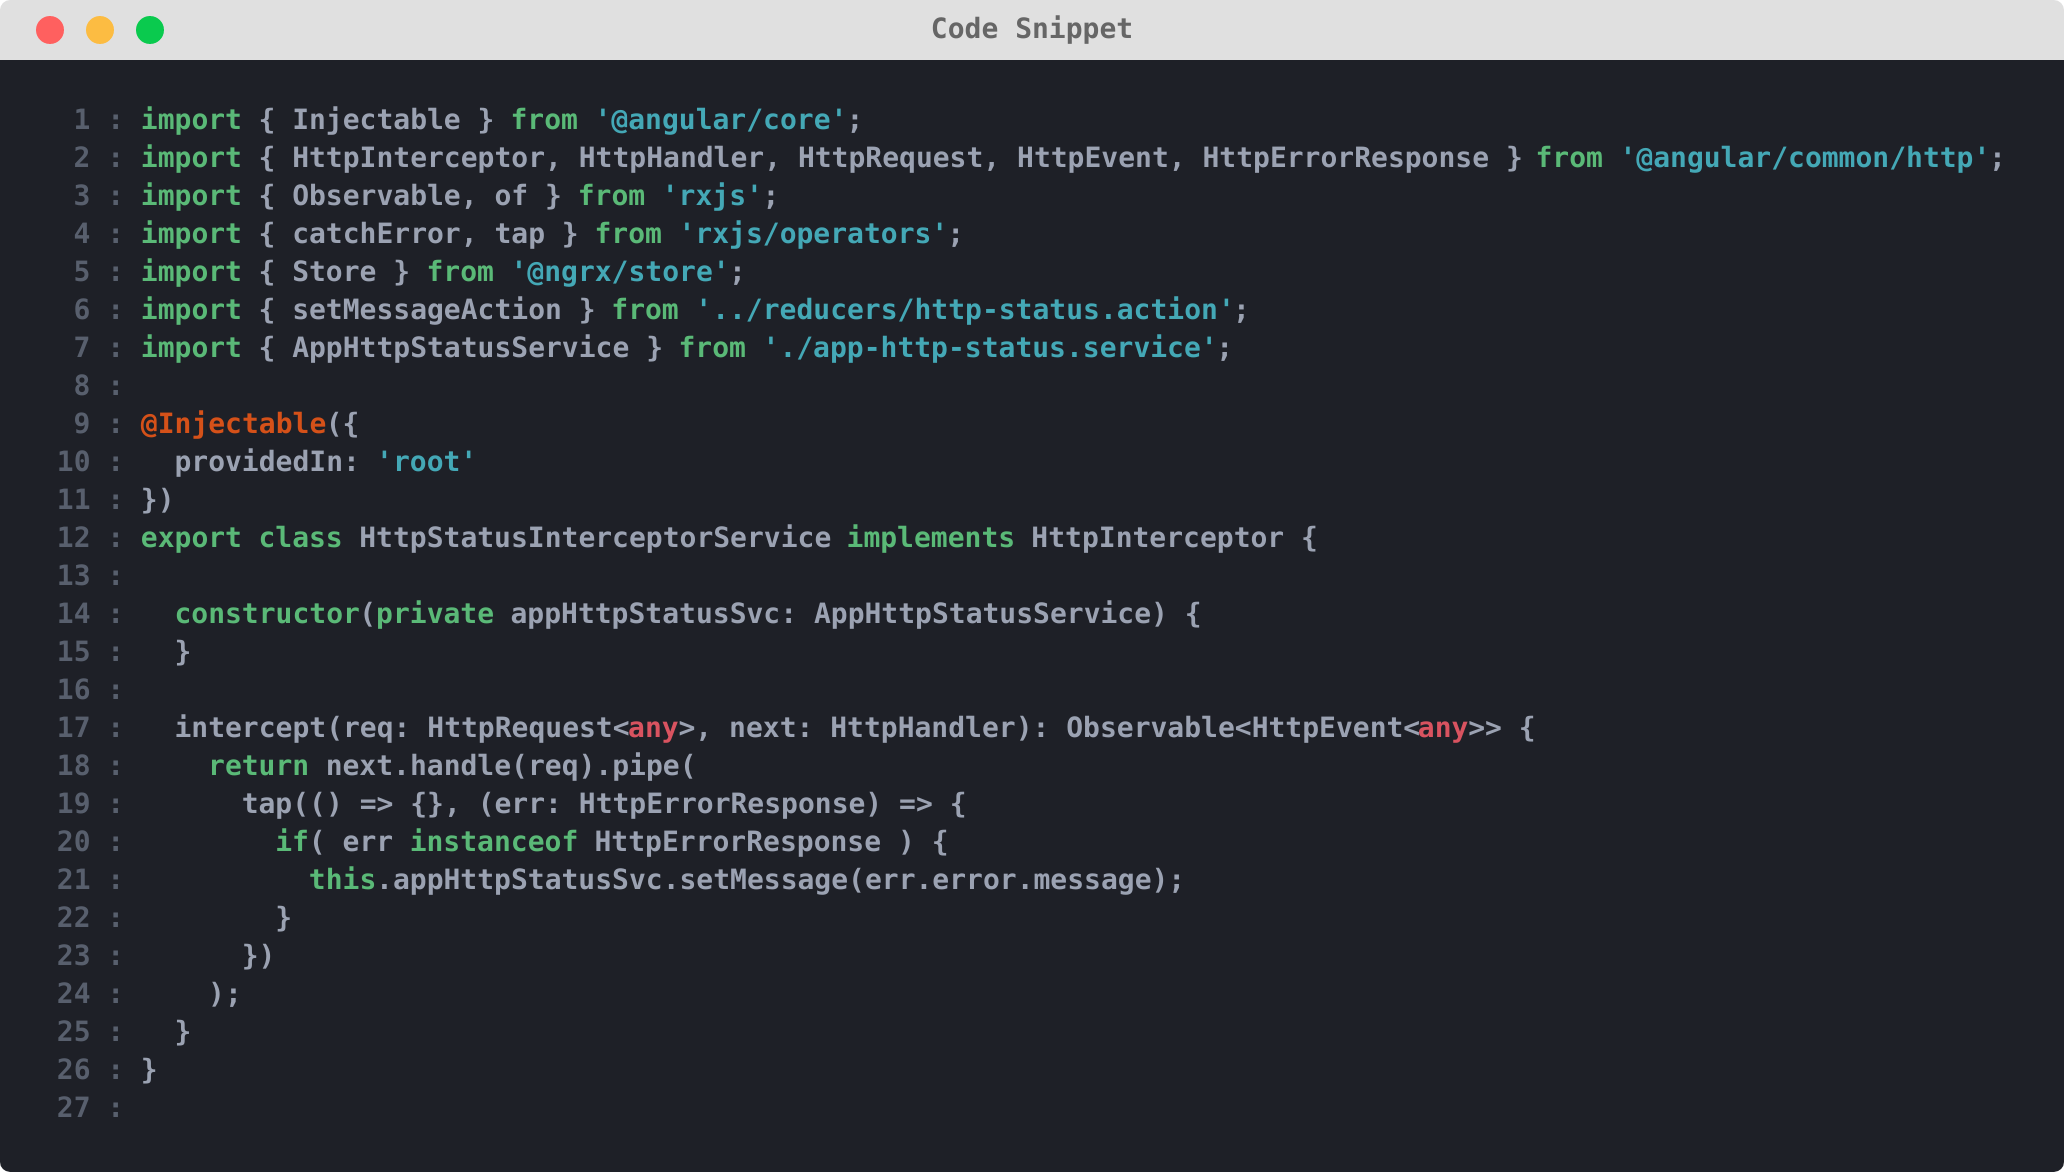 Code Snippet
1 : import { Injectable } from '@angular/core';
2 : import { HttpInterceptor, HttpHandler, HttpRequest, HttpEvent, HttpErrorResponse } from '@angular/common/http';
3 : import { Observable, of } from 'rxjs';
4 : import { catchError, tap } from 'rxjs/operators';
5 : import { Store } from '@ngrx/store';
6 : import { setMessageAction } from '../reducers/http-status.action';
7 : import { AppHttpStatusService } from './app-http-status.service';
8 :
9 : @Injectable({
10 :   providedIn: 'root'
11 : })
12 : export class HttpStatusInterceptorService implements HttpInterceptor {
13 :
14 :   constructor(private appHttpStatusSvc: AppHttpStatusService) {
15 :   }
16 :
17 :   intercept(req: HttpRequest<any>, next: HttpHandler): Observable<HttpEvent<any>> {
18 :     return next.handle(req).pipe(
19 :       tap(() => {}, (err: HttpErrorResponse) => {
20 :         if( err instanceof HttpErrorResponse ) {
21 :           this.appHttpStatusSvc.setMessage(err.error.message);
22 :         }
23 :       })
24 :     );
25 :   }
26 : }
27 :